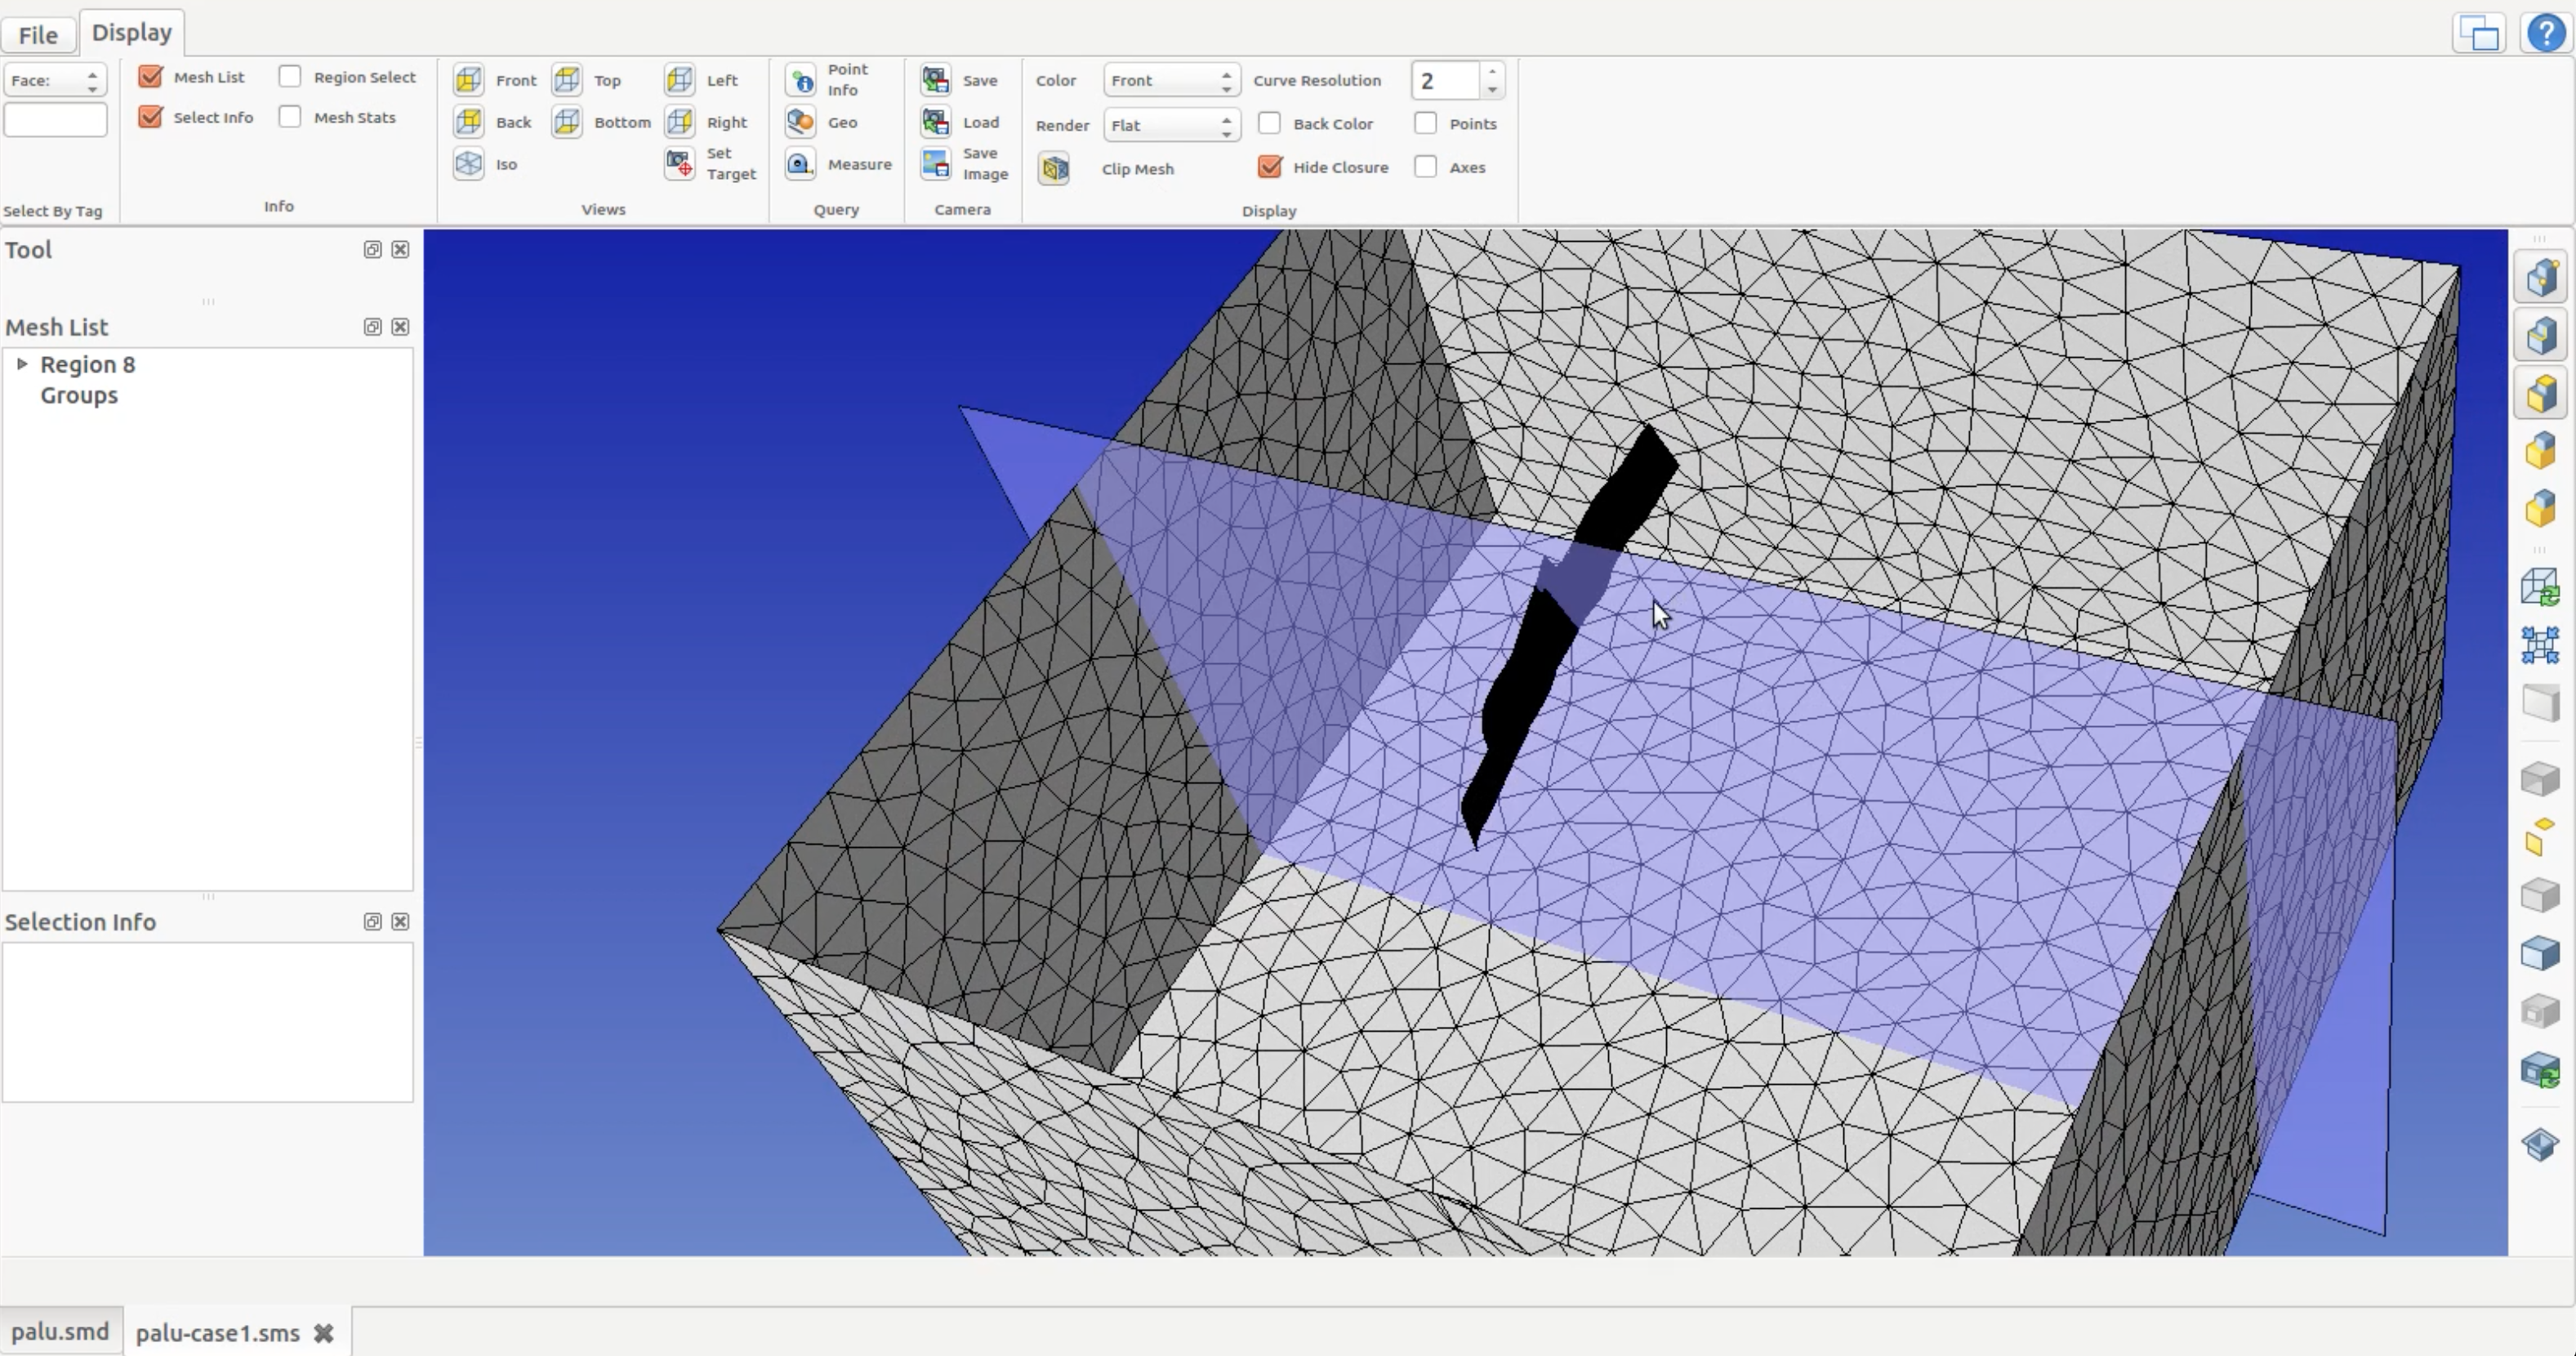 File
Display
Face:
Select By Tag
Mesh List
Region Select
Select Info
Mesh Stats
Info
Front
Top
Left
Back
Bottom
Right
Iso
Set
Target
Views
Point
Info
Geo
Measure
Query
Save
Load
Save
Image
Camera
Color
Front
Curve Resolution
2
Render
Flat
Back Color
Points
Clip Mesh
Hide Closure
Axes
Display
Tool
Mesh List
Region 8
Groups
Selection Info
palu.smd
palu-case1.sms